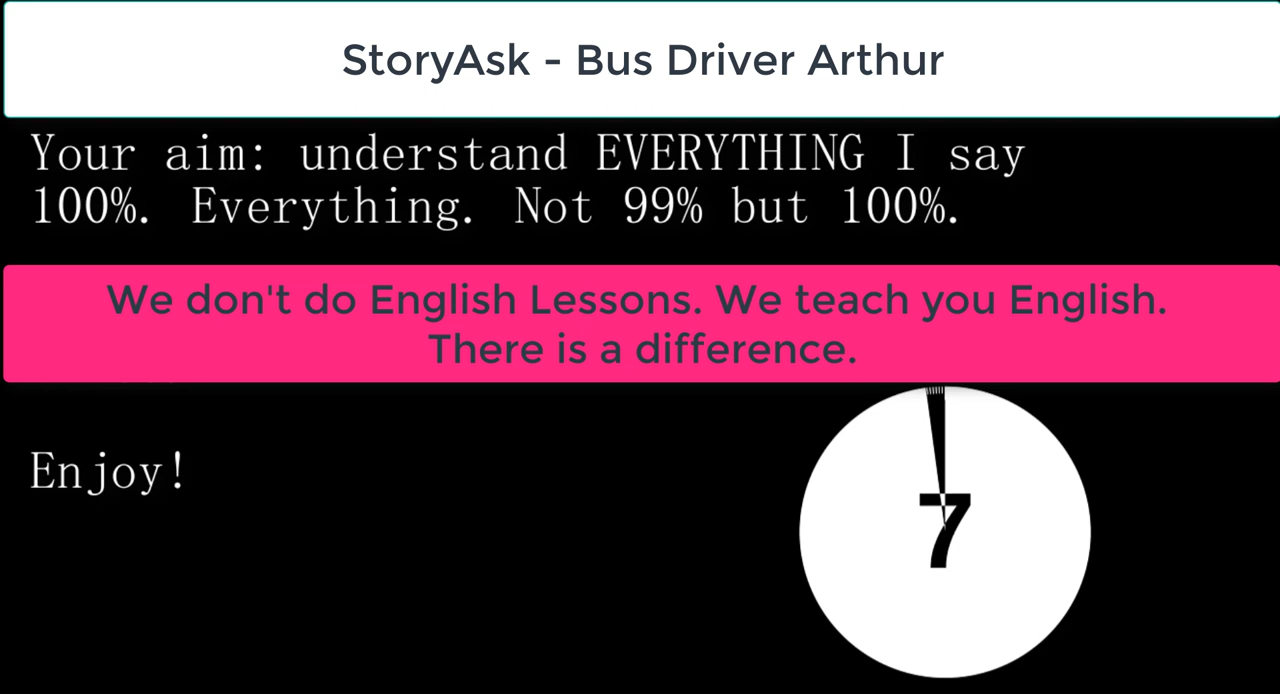 StoryAsk - Bus Driver Arthur
Your aim: understand EVERYTHING I say
100%. Everything. Not 99% but 100%.
We don't do English Lessons. We teach you English.
There is a difference.
Enjoy!
7